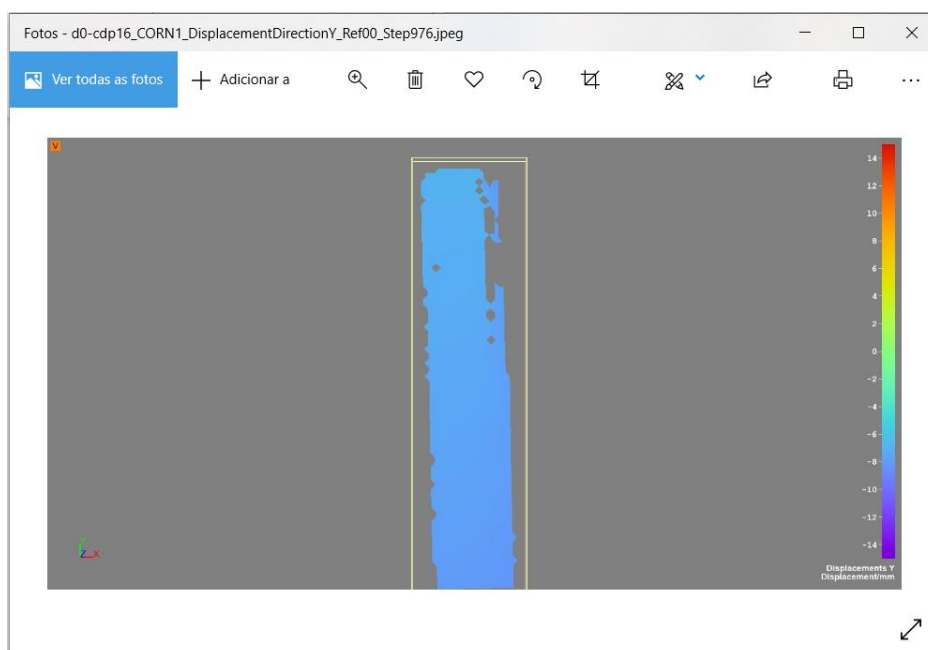 Fotos - d0-cdp16_CORN1_DisplacementDirectionY_Ref00_Step976.jpeg
Ver todas as fotos
Adicionar a
V
14
12
10
8
6
4
2
0
-2
-4
-6
-8
-10
-12
-14
Y
Z X
Displacements Y
Displacement/mm